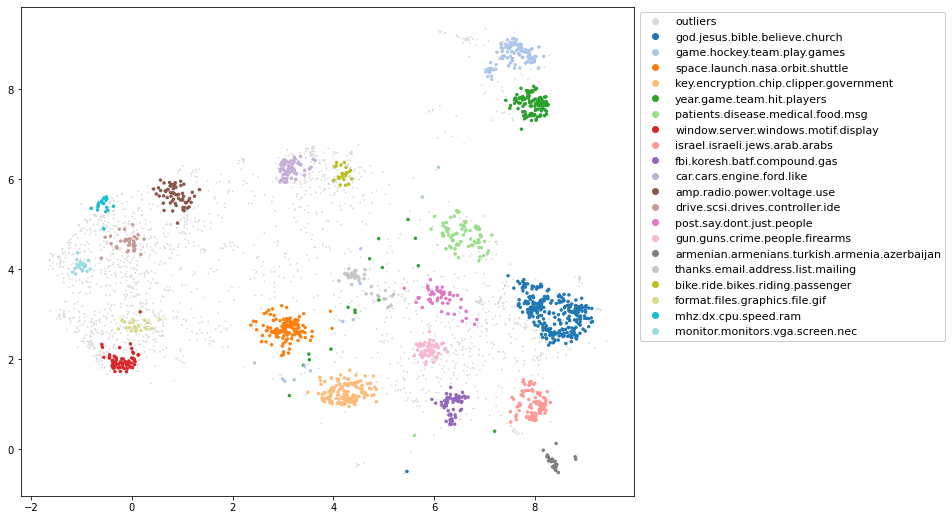 outliers
god.jesus.bible.believe.church
game.hockey.team.play.games
space.launch.nasa.orbit.shuttle
key.encryption.chip.clipper.government
year.game.team.hit.players
patients.disease.medical.food.msg
window.server.windows.motif.display
israel.israeli.jews.arab.arabs
fbi.koresh.batf.compound.gas
car.cars.engine.ford.like
amp.radio.power.voltage.use
drive.scsi.drives.controller.ide
post.say.dont.just.people
gun.guns.crime.people.firearms
armenian.armenians.turkish.armenia.azerbaijan
thanks.email.address.list.mailing
bike.ride.bikes.riding.passenger
format.files.graphics.file.gif
mhz.dx.cpu.speed.ram
monitor.monitors.vga.screen.nec
8
6
4
2
0
−2 0 2 4 6 8